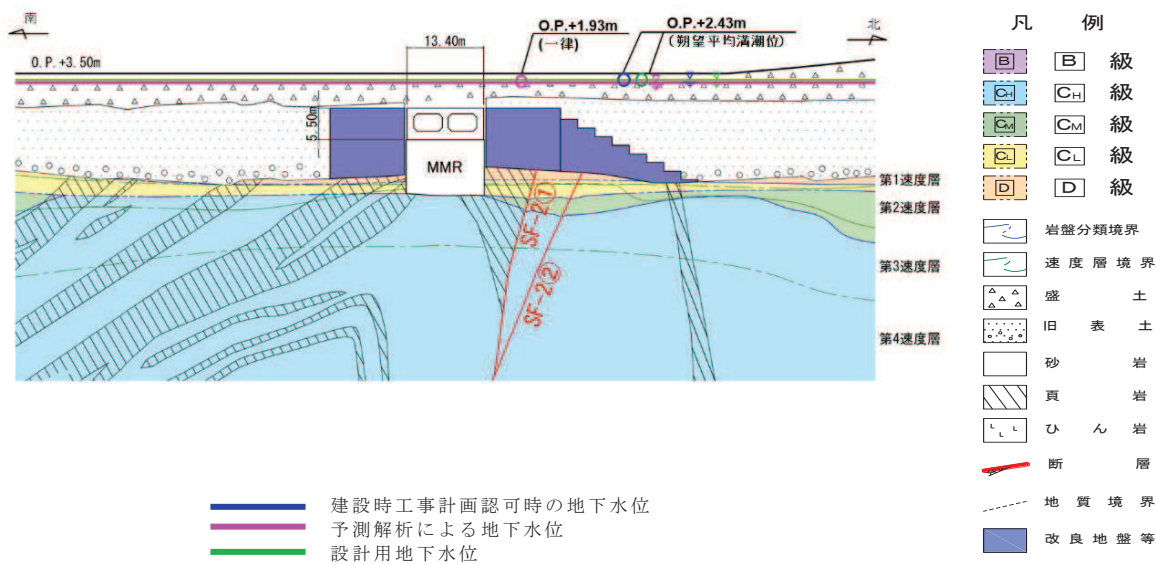 南
O.P.+1.93m
(一律)
O.P.+2.43m
(朔望平均満潮位)
北
13.40m
O.P.+3.50m
5.50m
MMR
SF-2①
SF-2②
第1速度層
第2速度層
第3速度層
第4速度層
凡 例
B B 級
CH CH 級
CM CM 級
CL CL 級
D D 級
岩盤分類境界
速度層境界
盛 土
旧 表 土
砂 岩
頁 岩
ひ ん 岩
断 層
地 質 境 界
改 良 地 盤 等
建設時工事計画認可時の地下水位
予測解析による地下水位
設計用地下水位